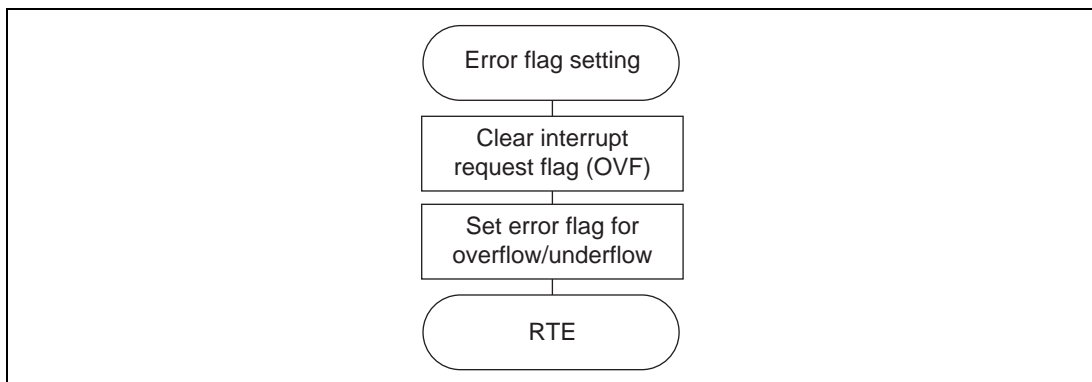 Error flag setting
Clear interrupt
request flag (OVF)
Set error flag for
overflow/underflow
RTE